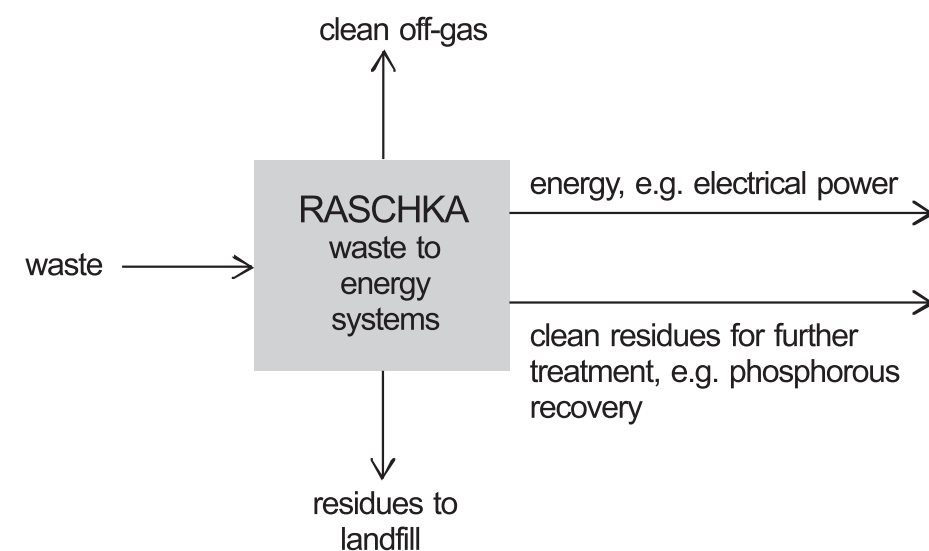 clean off-gas
energy, e.g. electrical power
RASCHKA
waste to
energy
systems
waste
clean residues for further
treatment, e.g. phosphorous
recovery
residues to
landfill